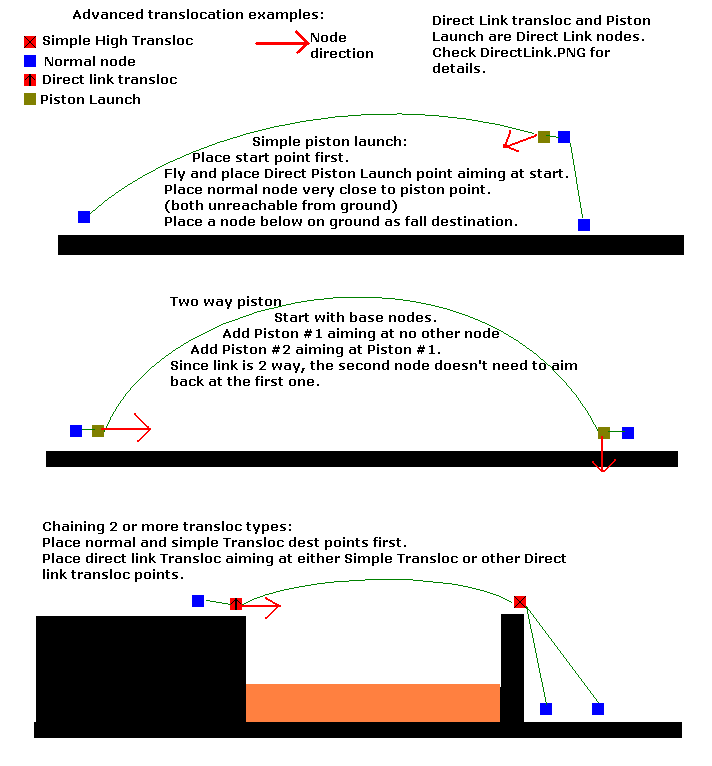 Advanced translocation examples:
Simple High Transloc
Normal node
Direct link transloc
Piston Launch
Node
direction
Direct Link transloc and Piston
Launch are Direct Link nodes.
Check DirectLink.PNG for
details.
Simple piston launch:
Place start point first.
Fly and place Direct Piston Launch point aiming at start.
Place normal node very close to piston point.
(both unreachable from ground)
Place a node below on ground as fall destination.
Two way piston
Start with base nodes.
Add Piston #1 aiming at no other node
Add Piston #2 aiming at Piston #1.
Since link is 2 way, the second node doesn't need to aim
back at the first one.
Chaining 2 or more transloc types:
Place normal and simple Transloc dest points first.
Place direct link Transloc aiming at either Simple Transloc or other Direct
link transloc points.